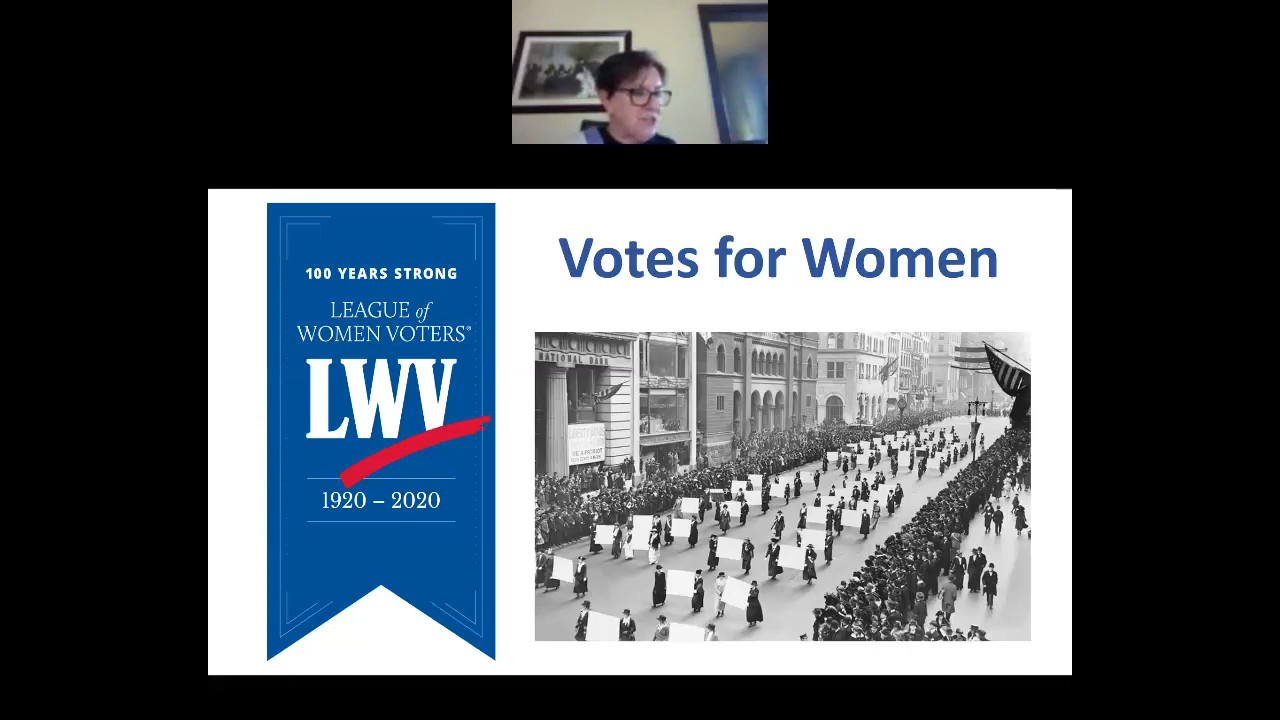 100 YEARS STRONG
LEAGUE of
WOMEN VOTERS®
LWV
1920 – 2020
Votes for Women
NATIONAL BANK